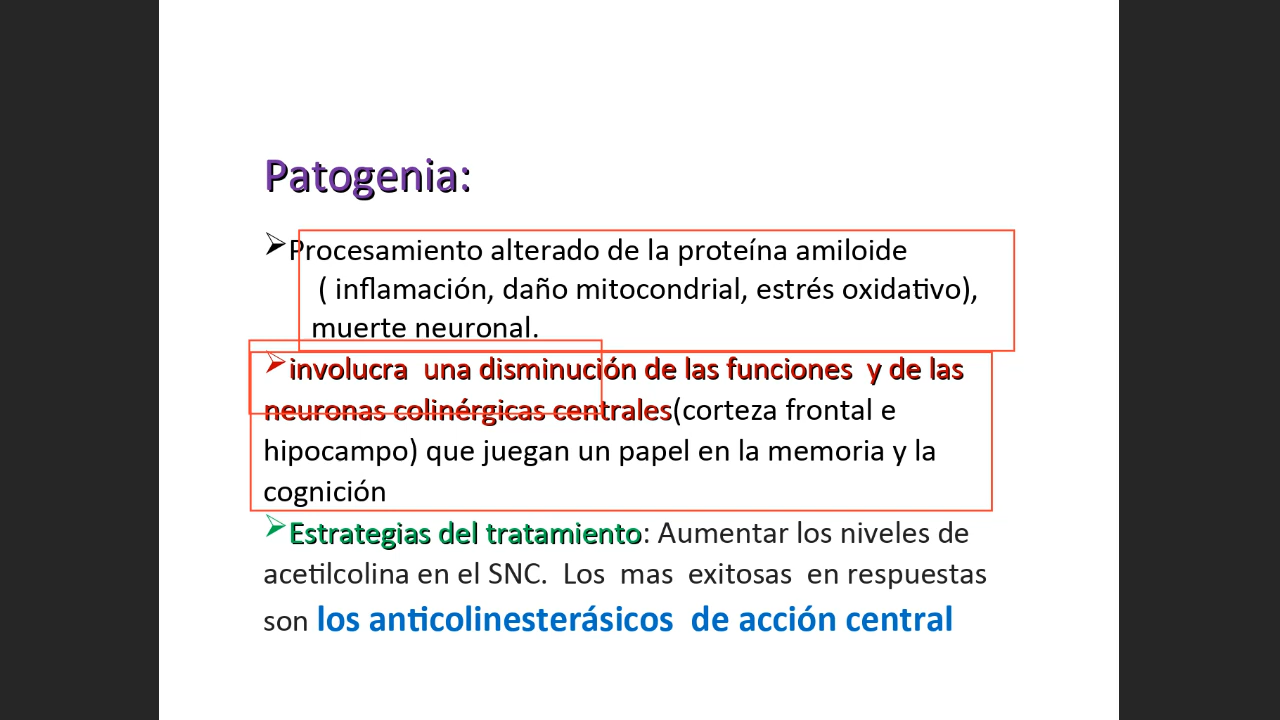 Patogenia:
➢Procesamiento alterado de la proteína amiloide
( inflamación, daño mitocondrial, estrés oxidativo),
muerte neuronal.
➢involucra  una disminución de las funciones  y de las
neuronas colinérgicas centrales(corteza frontal e
hipocampo) que juegan un papel en la memoria y la
cognición
➢Estrategias del tratamiento: Aumentar los niveles de
acetilcolina en el SNC.  Los  mas  exitosas  en respuestas
son los anticolinesterásicos  de acción central